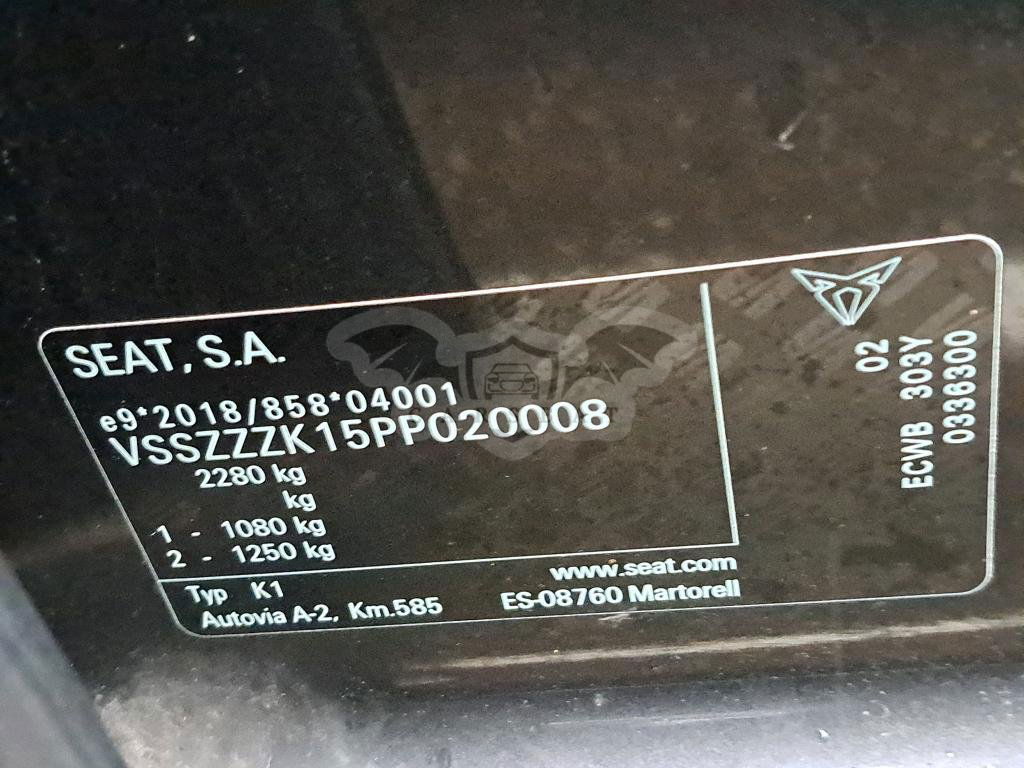 SEAT, S.A.
e9*2018/858*04001
VSSZZZK15PP020008
2280 kg
kg
1 - 1080 kg
2 - 1250 kg
Typ K1
Autovia A-2, Km.585
www.seat.com
ES-08760 Martorell
02
ECWB 303Y
0336300